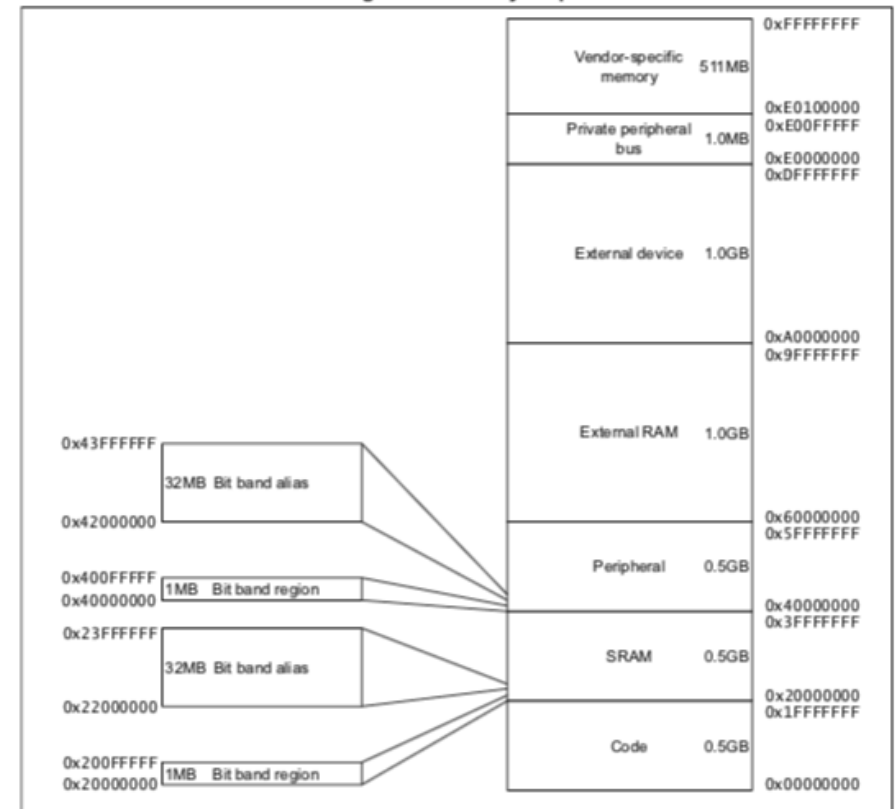 0xFFFFFFFF
Vendor-specific
memory
511MB
0xE0100000
0xE00FFFFF
Private peripheral
bus
1.0MB
0xE0000000
0xDFFFFFFF
External device 1.0GB
0xA0000000
0x9FFFFFFF
External RAM 1.0GB
0x60000000
0x5FFFFFFF
Peripheral 0.5GB
0x40000000
0x3FFFFFFF
SRAM 0.5GB
0x20000000
0x1FFFFFFF
Code 0.5GB
0x00000000
0x43FFFFFF
32MB Bit band alias
0x42000000
0x400FFFFF
1MB Bit band region
0x40000000
0x23FFFFFF
32MB Bit band alias
0x22000000
0x200FFFFF
1MB Bit band region
0x20000000